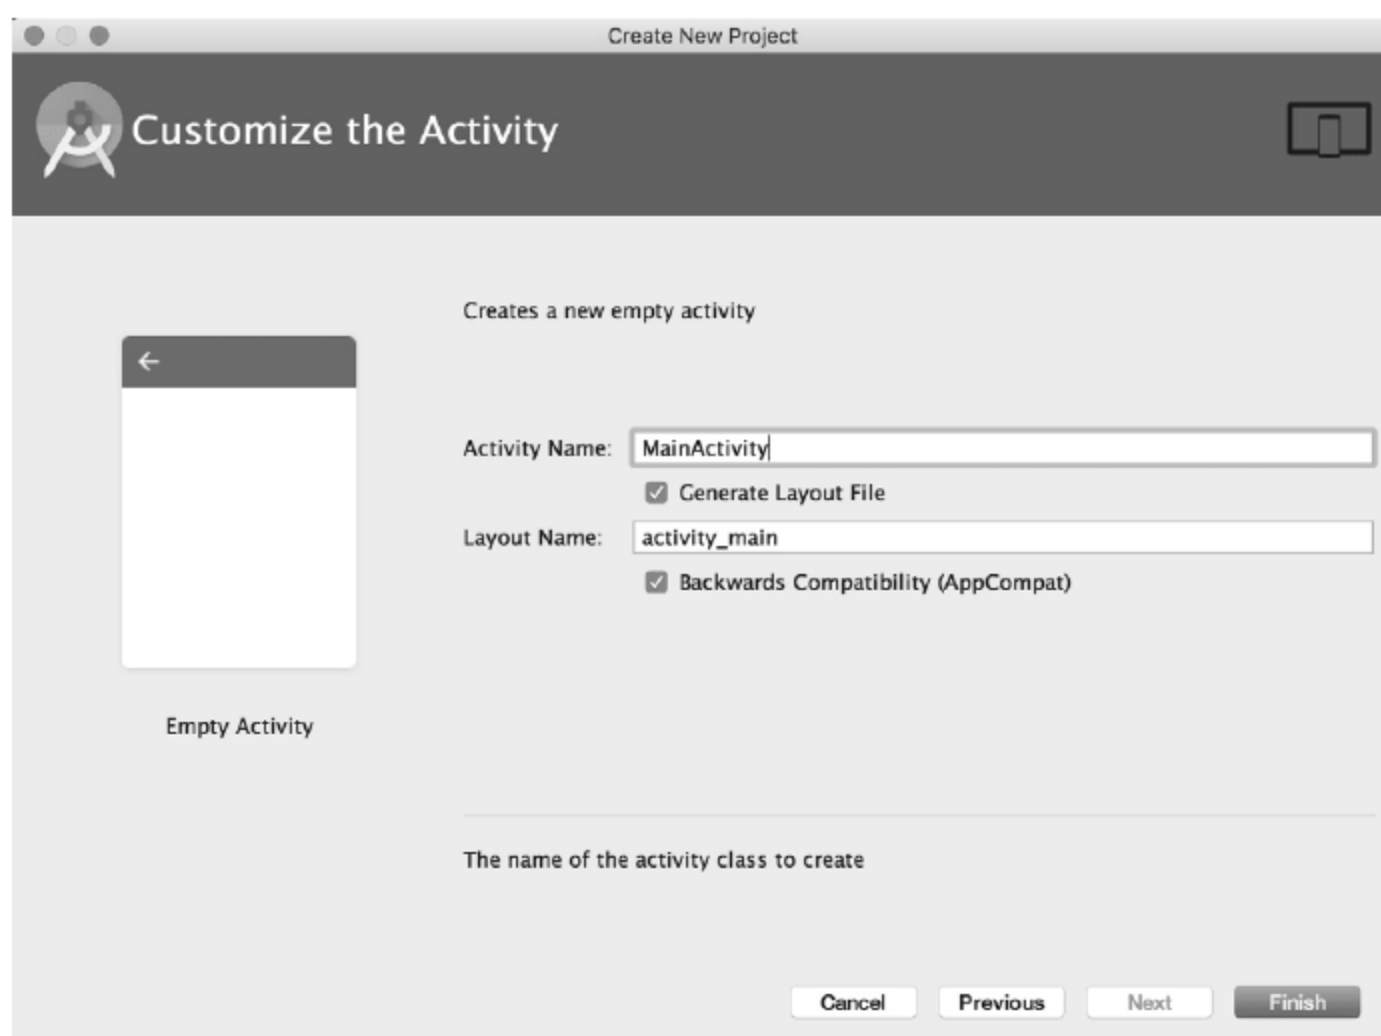 Create New Project
Customize the Activity
Creates a new empty activity
Activity Name: MainActivity
Generate Layout File
Layout Name: activity_main
Backwards Compatibility (AppCompat)
Empty Activity
The name of the activity class to create
Cancel Previous Next Finish